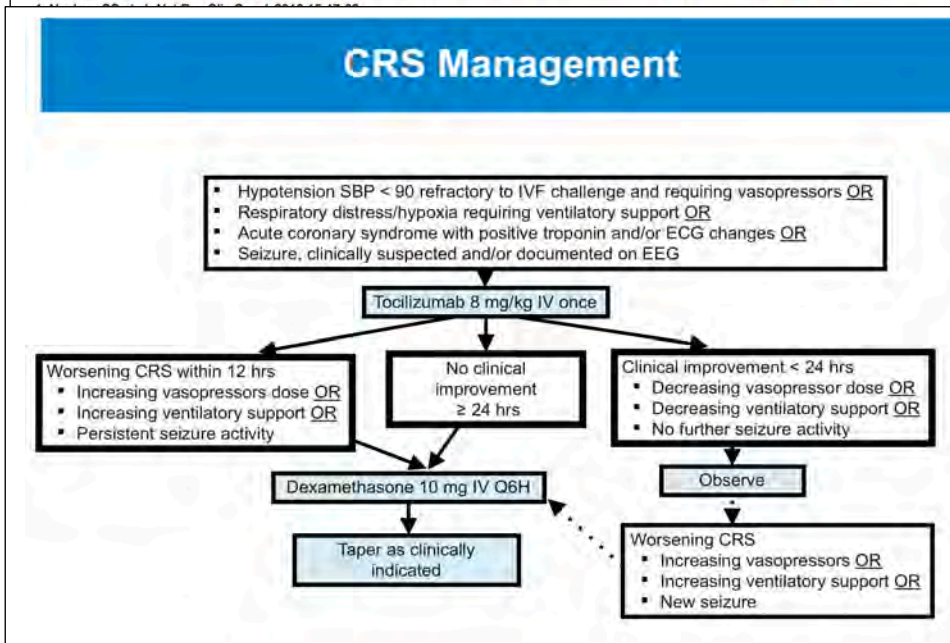 CRS Management
▪ Hypotension SBP < 90 refractory to IVF challenge and requiring vasopressors OR
▪ Respiratory distress/hypoxia requiring ventilatory support OR
▪ Acute coronary syndrome with positive troponin and/or ECG changes OR
▪ Seizure, clinically suspected and/or documented on EEG
Tocilizumab 8 mg/kg IV once
Worsening CRS within 12 hrs
▪ Increasing vasopressors dose OR
▪ Increasing ventilatory support OR
▪ Persistent seizure activity
No clinical
improvement
≥ 24 hrs
Clinical improvement < 24 hrs
▪ Decreasing vasopressor dose OR
▪ Decreasing ventilatory support OR
▪ No further seizure activity
Dexamethasone 10 mg IV Q6H
Observe
Taper as clinically
indicated
Worsening CRS
▪ Increasing vasopressors OR
▪ Increasing ventilatory support OR
▪ New seizure